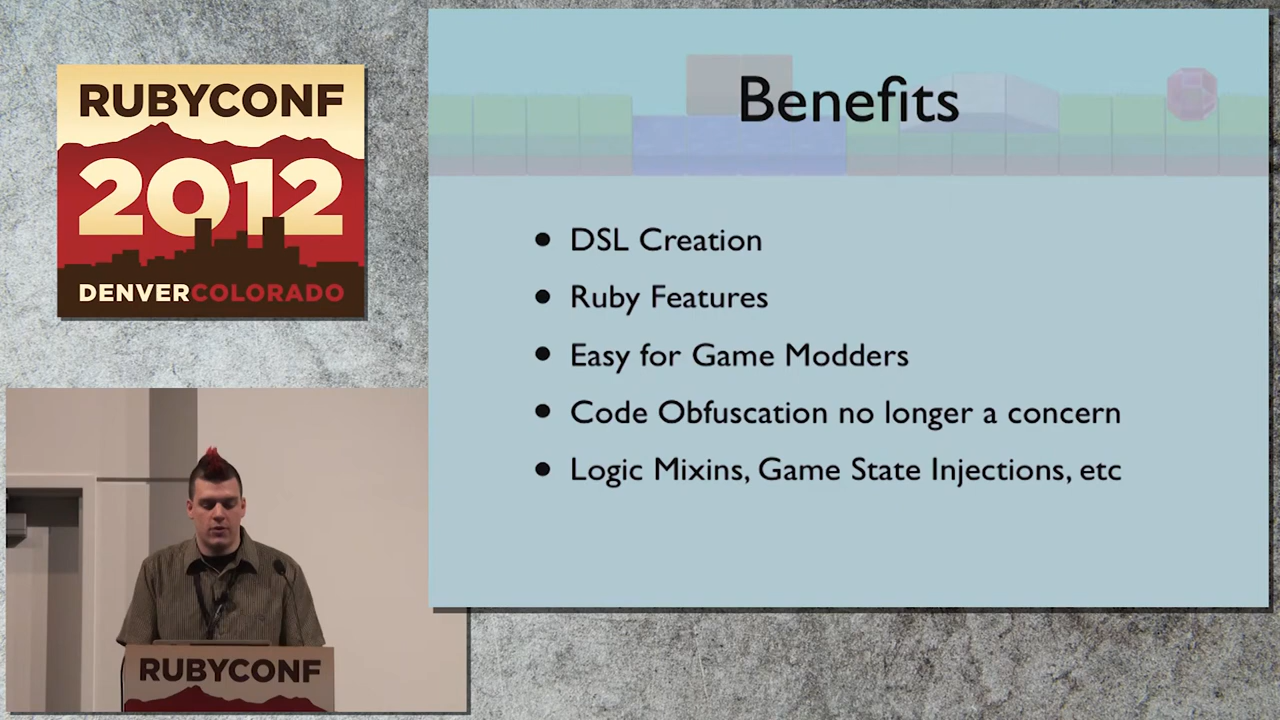 RUBYCONF
2012
DENVERCOLORADO
Benefits
• DSL Creation
• Ruby Features
• Easy for Game Modders
• Code Obfuscation no longer a concern
• Logic Mixins, Game State Injections, etc
RUBYCONF